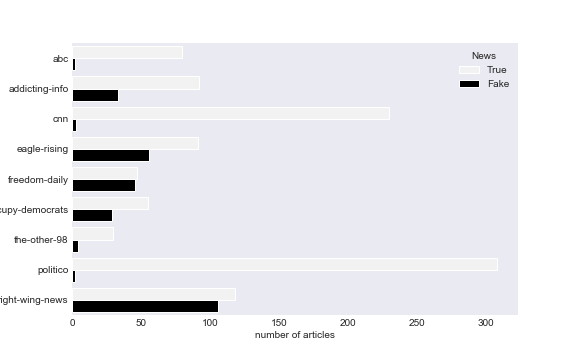 abc
addicting-info
cnn
eagle-rising
freedom-daily
cupy-democrats
the-other-98
politico
ight-wing-news
0 50 100 150 200 250 300
number of articles
News
True
Fake